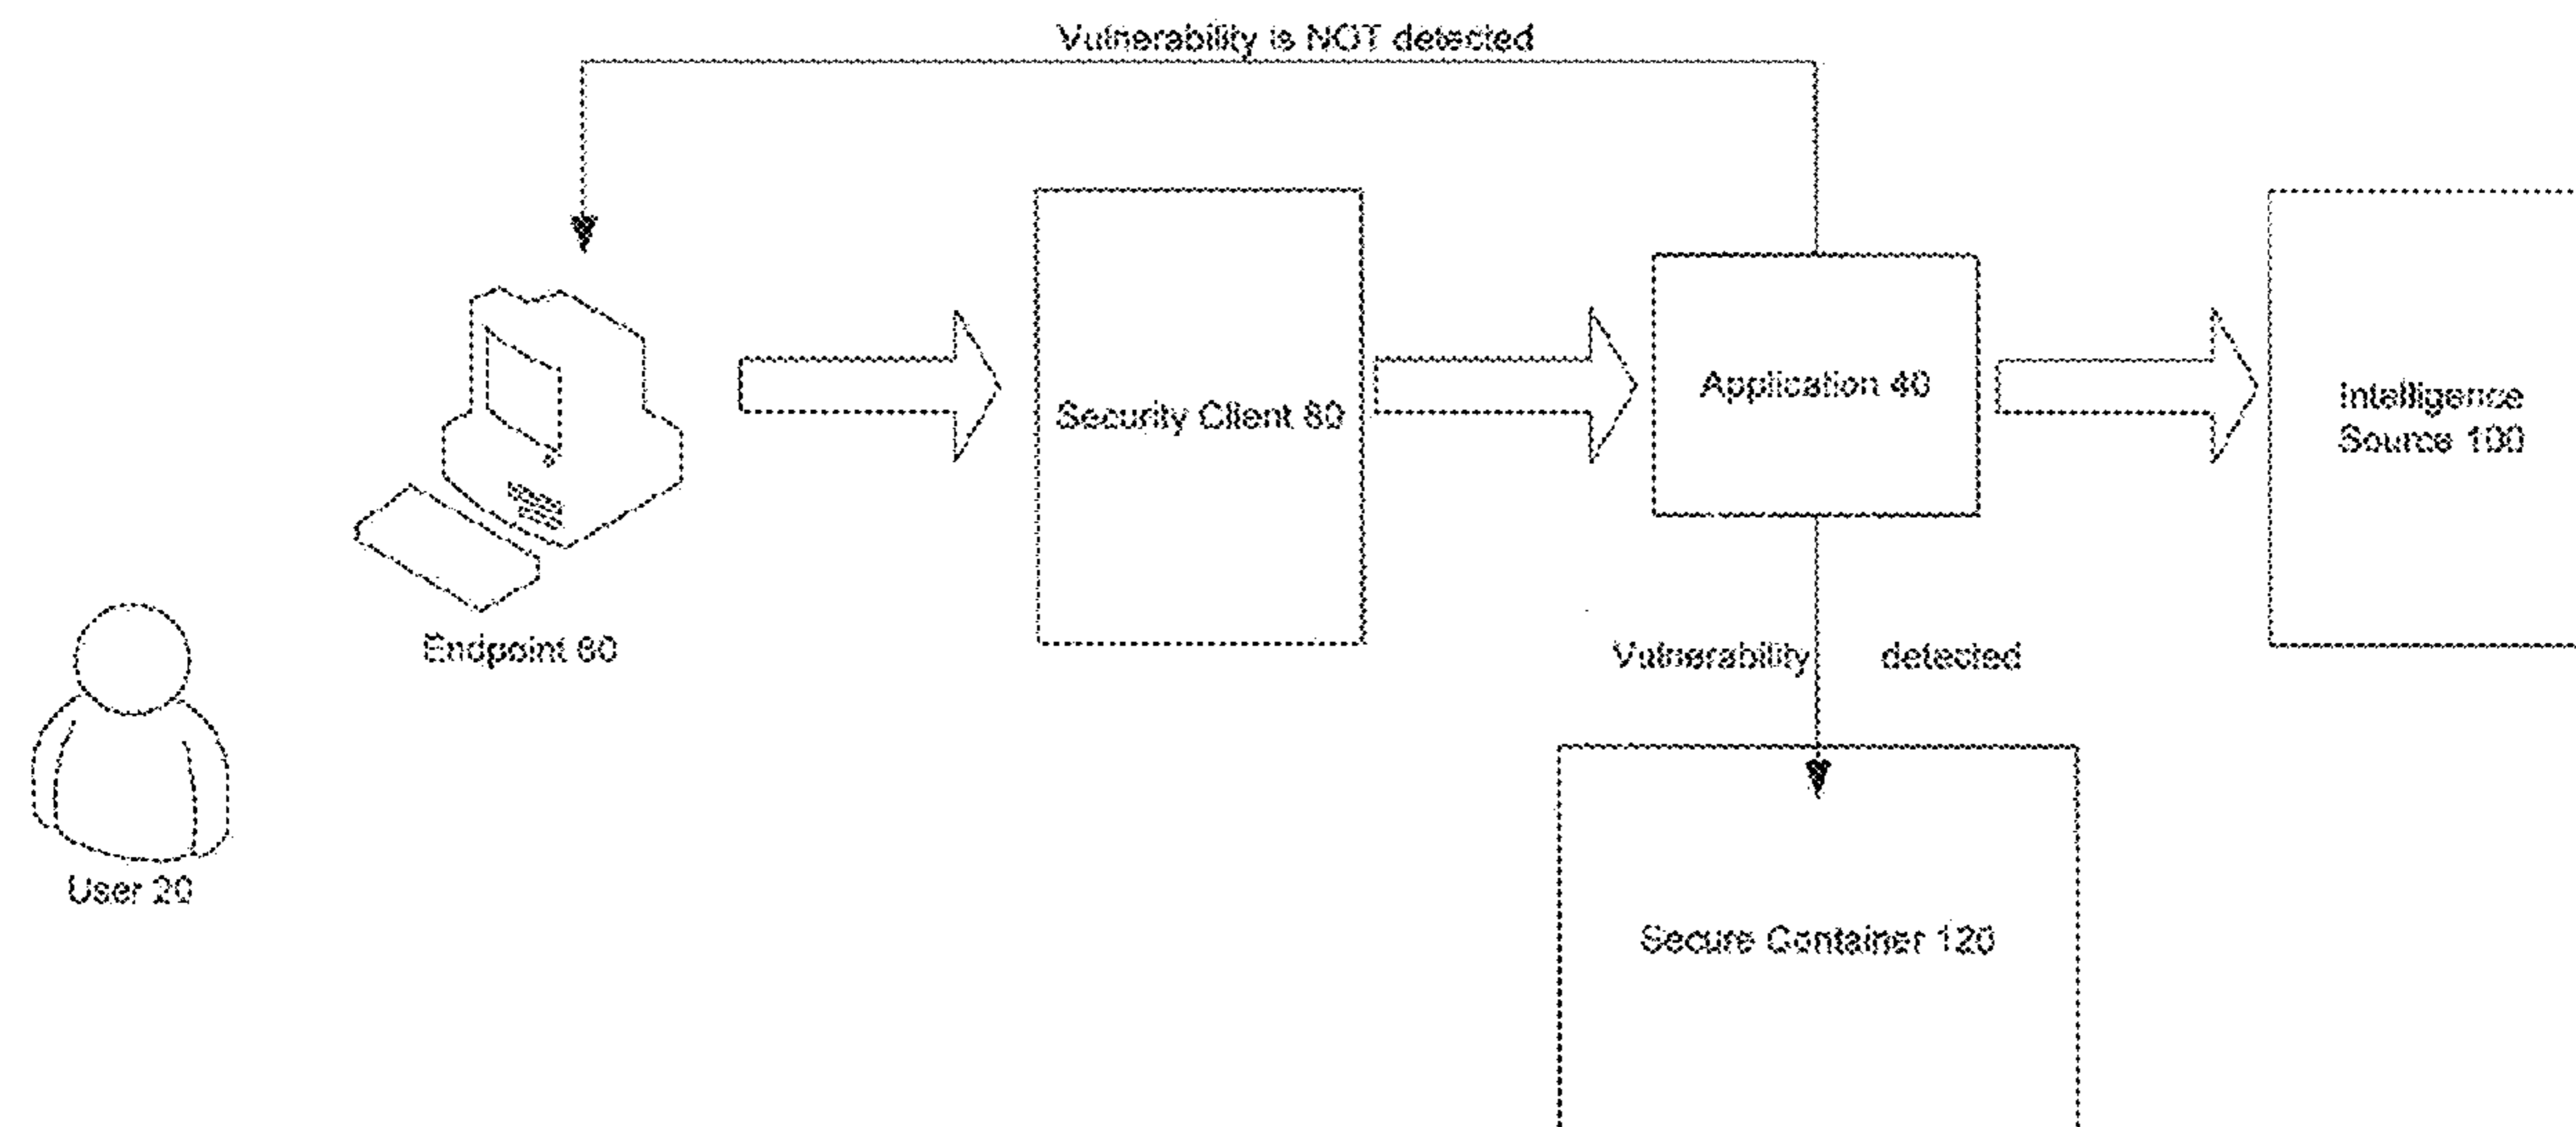 Vulnerability is NOT detected
Security Client 80
Application 40
Intelligence
Source 100
Endpoint 60
Vulnerability detected
User 20
Secure Container 120